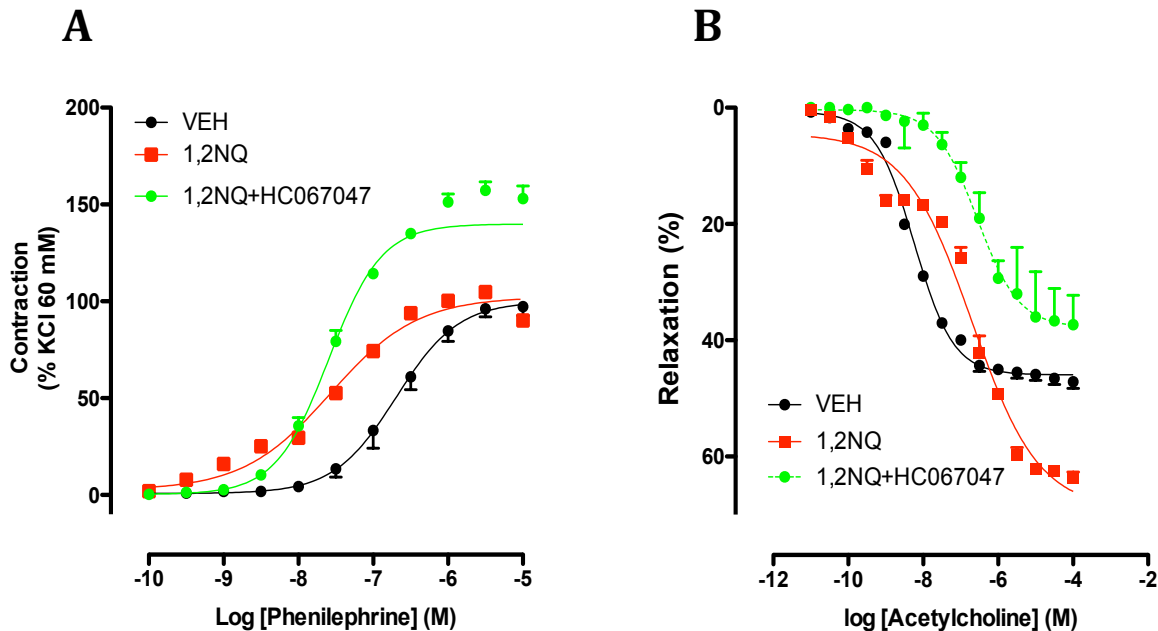 A
200
150
100
50
0
Contraction
(% KCl 60 mM)
VEH
1,2NQ
1,2NQ+HC067047
-10 -9 -8 -7 -6 -5
Log [Phenilephrine] (M)
B
0
20
40
60
Relaxation (%)
VEH
1,2NQ
1,2NQ+HC067047
-12 -10 -8 -6 -4 -2
log [Acetylcholine] (M)